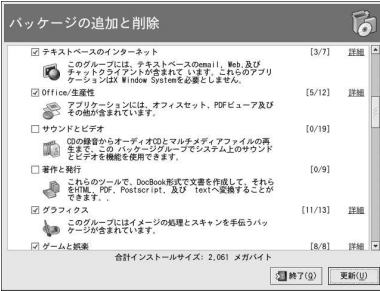 パッケージの追加と削除
テキストベースのインターネット [3/7] 詳細
このグループには、テキストベースのemail, Web,及び
チャットクライアントが含まれて います。これらのアプリ
ケーションはX Window Systemを必要としません。
Office/生産性 [5/12] 詳細
アプリケーションには、オフィスセット、PDFビューア及び
その他が含まれています。
サウンドとビデオ [0/19]
CDの録音からオーディオCDとマルチメディアファイルの再
生まで、この パッケージグループでシステム上のサウンド
とビデオを機能を使用できます。
著作と発行 [0/9]
これらのツールで、DocBook形式で文書を作成して、それら
をHTML, PDF, Postscript, 及び textへ変換することが
できます。.
グラフィックス [11/13] 詳細
このグループにはイメージの処理とスキャンを手伝うパッ
ケージが含まれています。
ゲームと娯楽 [8/8] 詳細
合計インストールサイズ: 2,061 メガバイト
終了(Q) 更新(U)